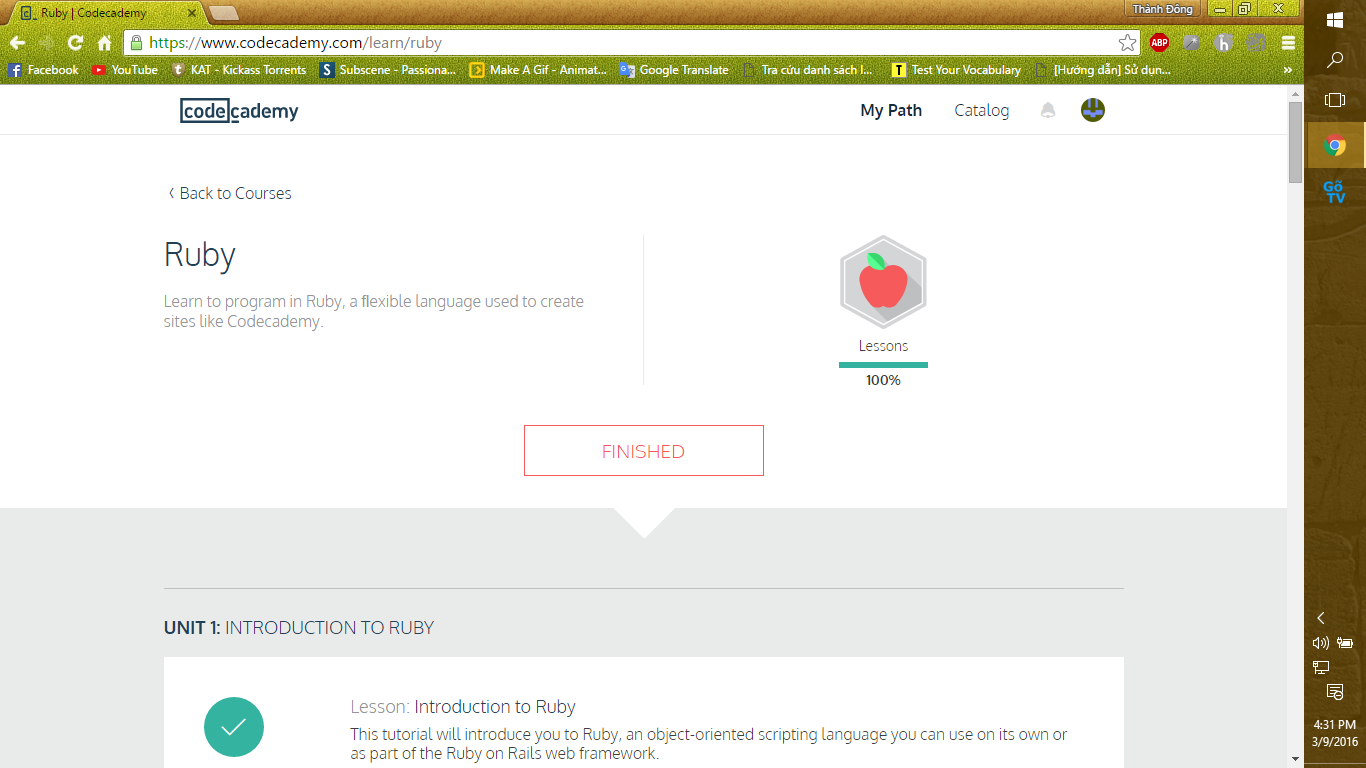 Ruby | Codecademy
Thành Đông
https://www.codecademy.com/learn/ruby
ABP
h
Facebook
YouTube
KAT - Kickass Torrents
S
Subscene - Passiona...
Make A Gif - Animat...
Google Translate
Tra cứu danh sách l...
T
Test Your Vocabulary
[Hướng dẫn] Sử dụn...
»
codecademy
My Path
Catalog
Gõ
TV
‹ Back to Courses
Ruby
Learn to program in Ruby, a flexible language used to create
sites like Codecademy.
Lessons
100%
FINISHED
UNIT 1: INTRODUCTION TO RUBY
Lesson: Introduction to Ruby
This tutorial will introduce you to Ruby, an object-oriented scripting language you can use on its own or
as part of the Ruby on Rails web framework.
4:31 PM
3/9/2016